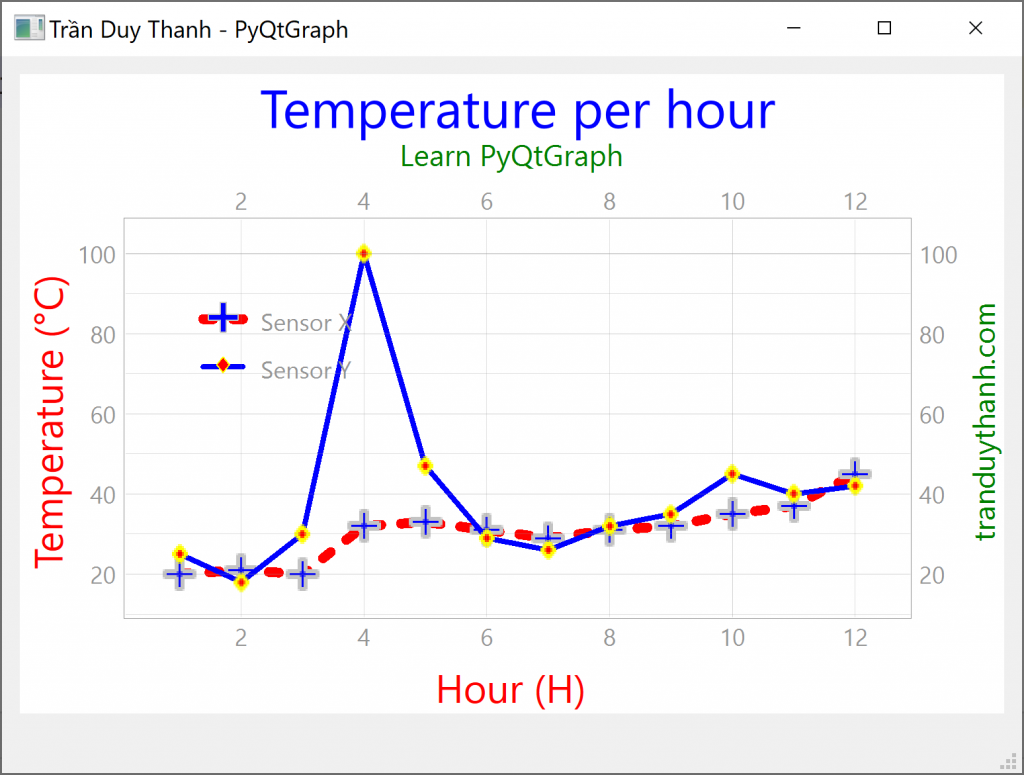 Trần Duy Thanh - PyQtGraph
Temperature per hour
Learn PyQtGraph
2 4 6 8 10 12
100 100
80 80
60 60
40 40
20 20
Temperature (°C)
Sensor X
Sensor Y
tranduythanh.com
2 4 6 8 10 12
Hour (H)